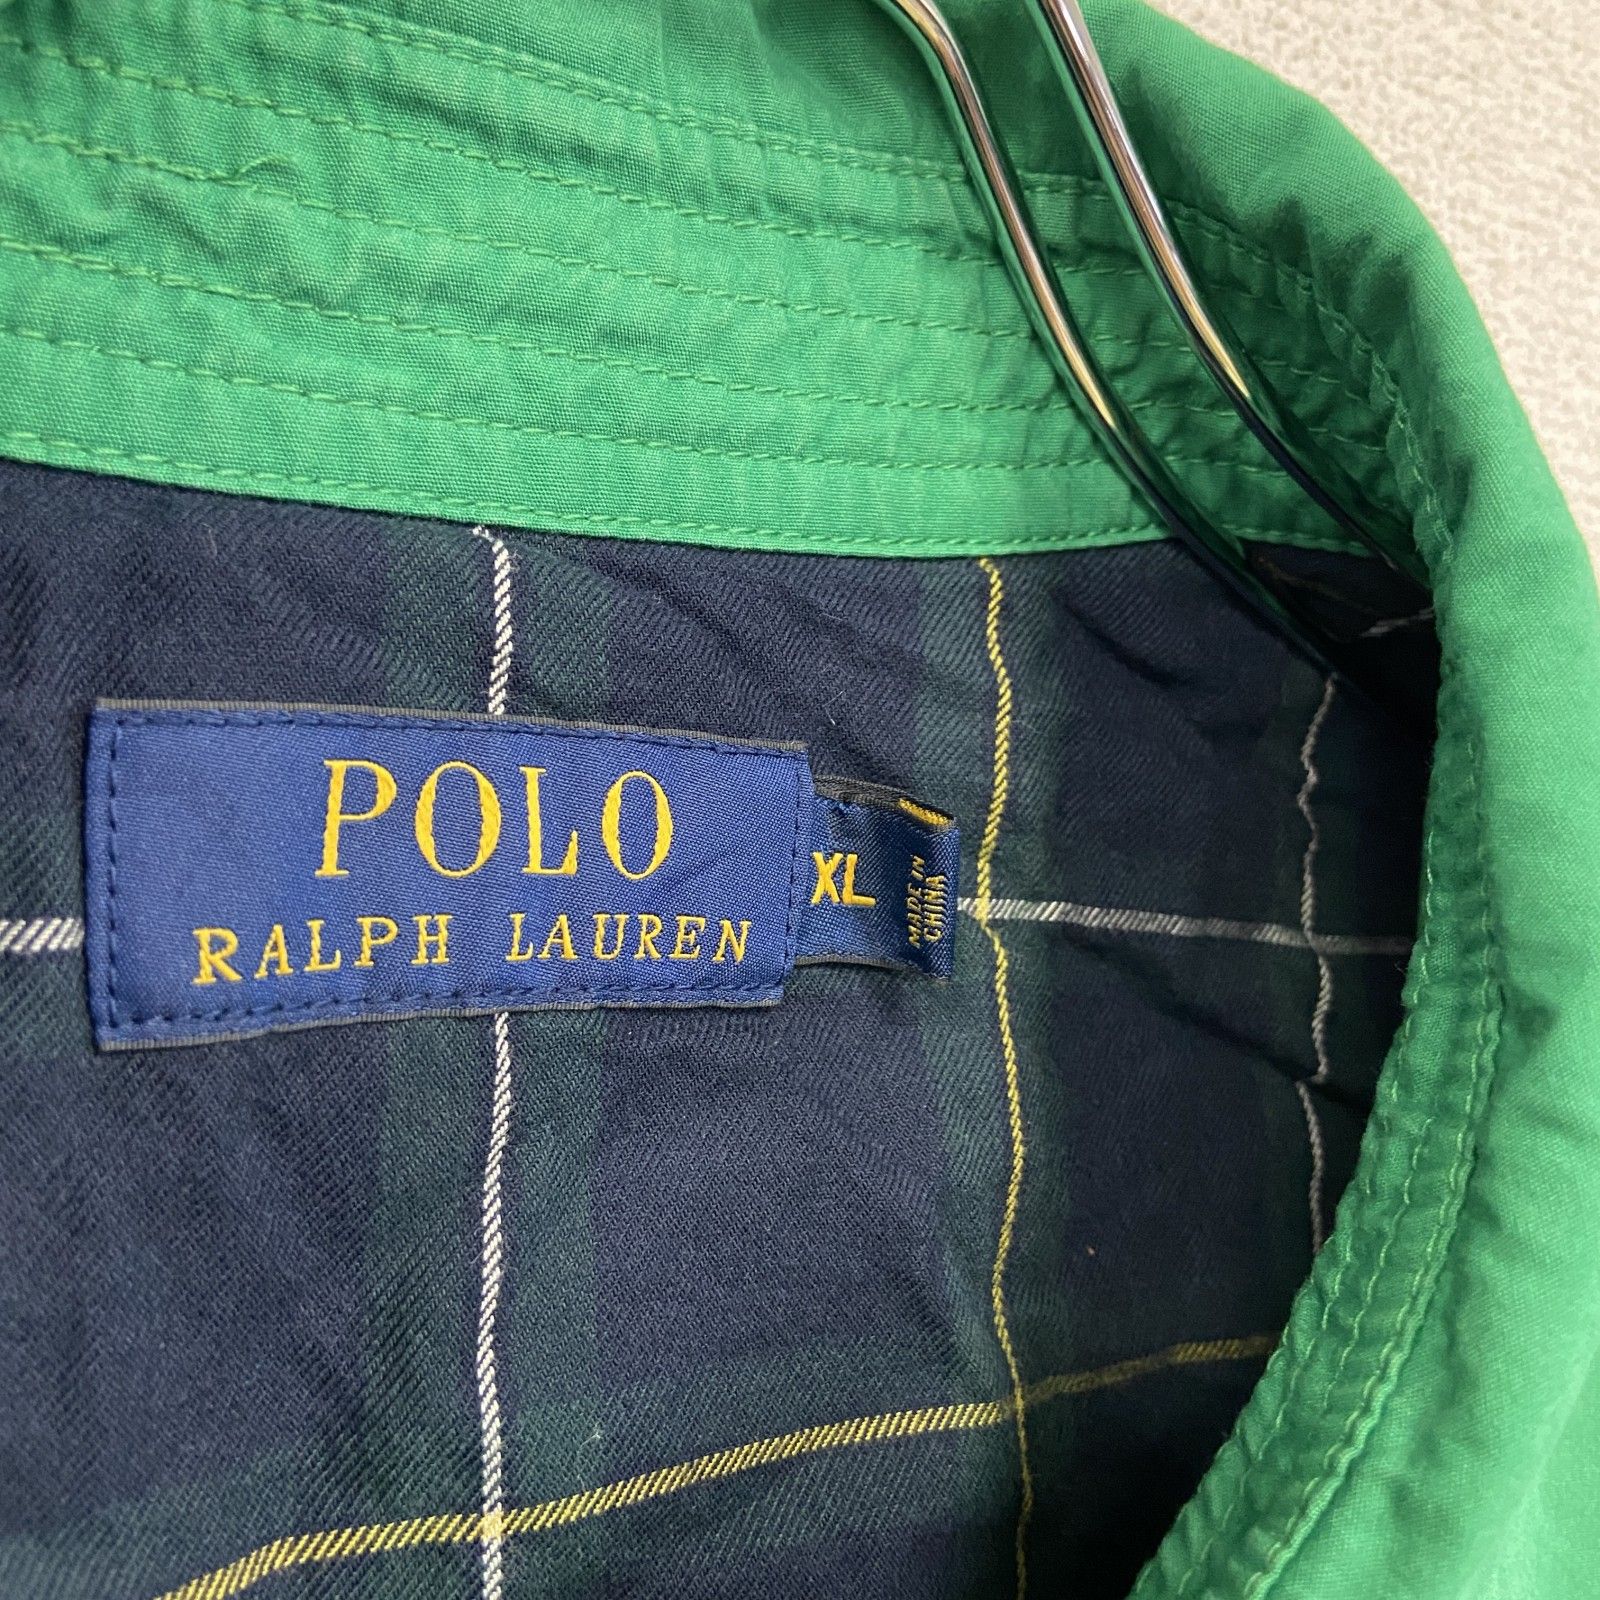 POLO
RALPH LAUREN
XL
MADE IN
CHINA